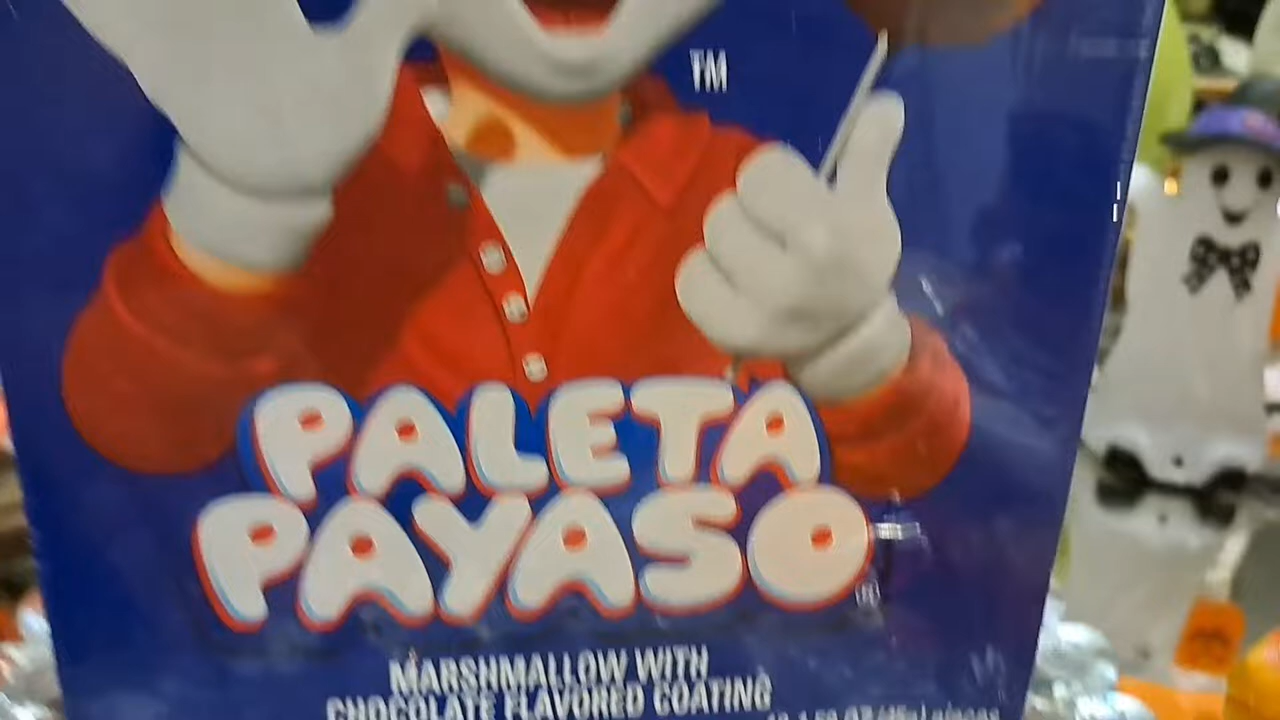 TM
PALETA
PAYASO
MARSHMALLOW WITH
CHOCOLATE FLAVORED COATING